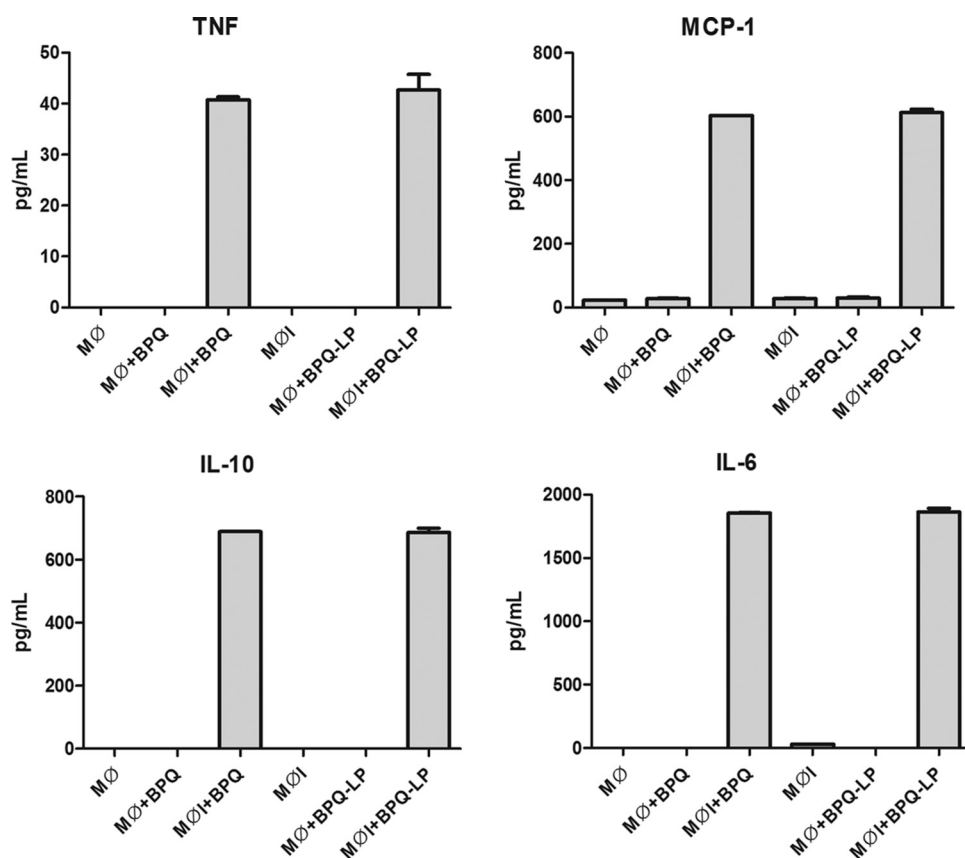 TNF
pg/mL
50
40
30
20
10
0
MØ
MØ+BPQ
MØI+BPQ
MØI
MØ+BPQ-LP
MØI+BPQ-LP
MCP-1
pg/mL
800
600
400
200
0
MØ
MØ+BPQ
MØI+BPQ
MØI
MØ+BPQ-LP
MØI+BPQ-LP
IL-10
pg/mL
800
600
400
200
0
MØ
MØ+BPQ
MØI+BPQ
MØI
MØ+BPQ-LP
MØI+BPQ-LP
IL-6
pg/mL
2000
1500
1000
500
0
MØ
MØ+BPQ
MØI+BPQ
MØI
MØ+BPQ-LP
MØI+BPQ-LP